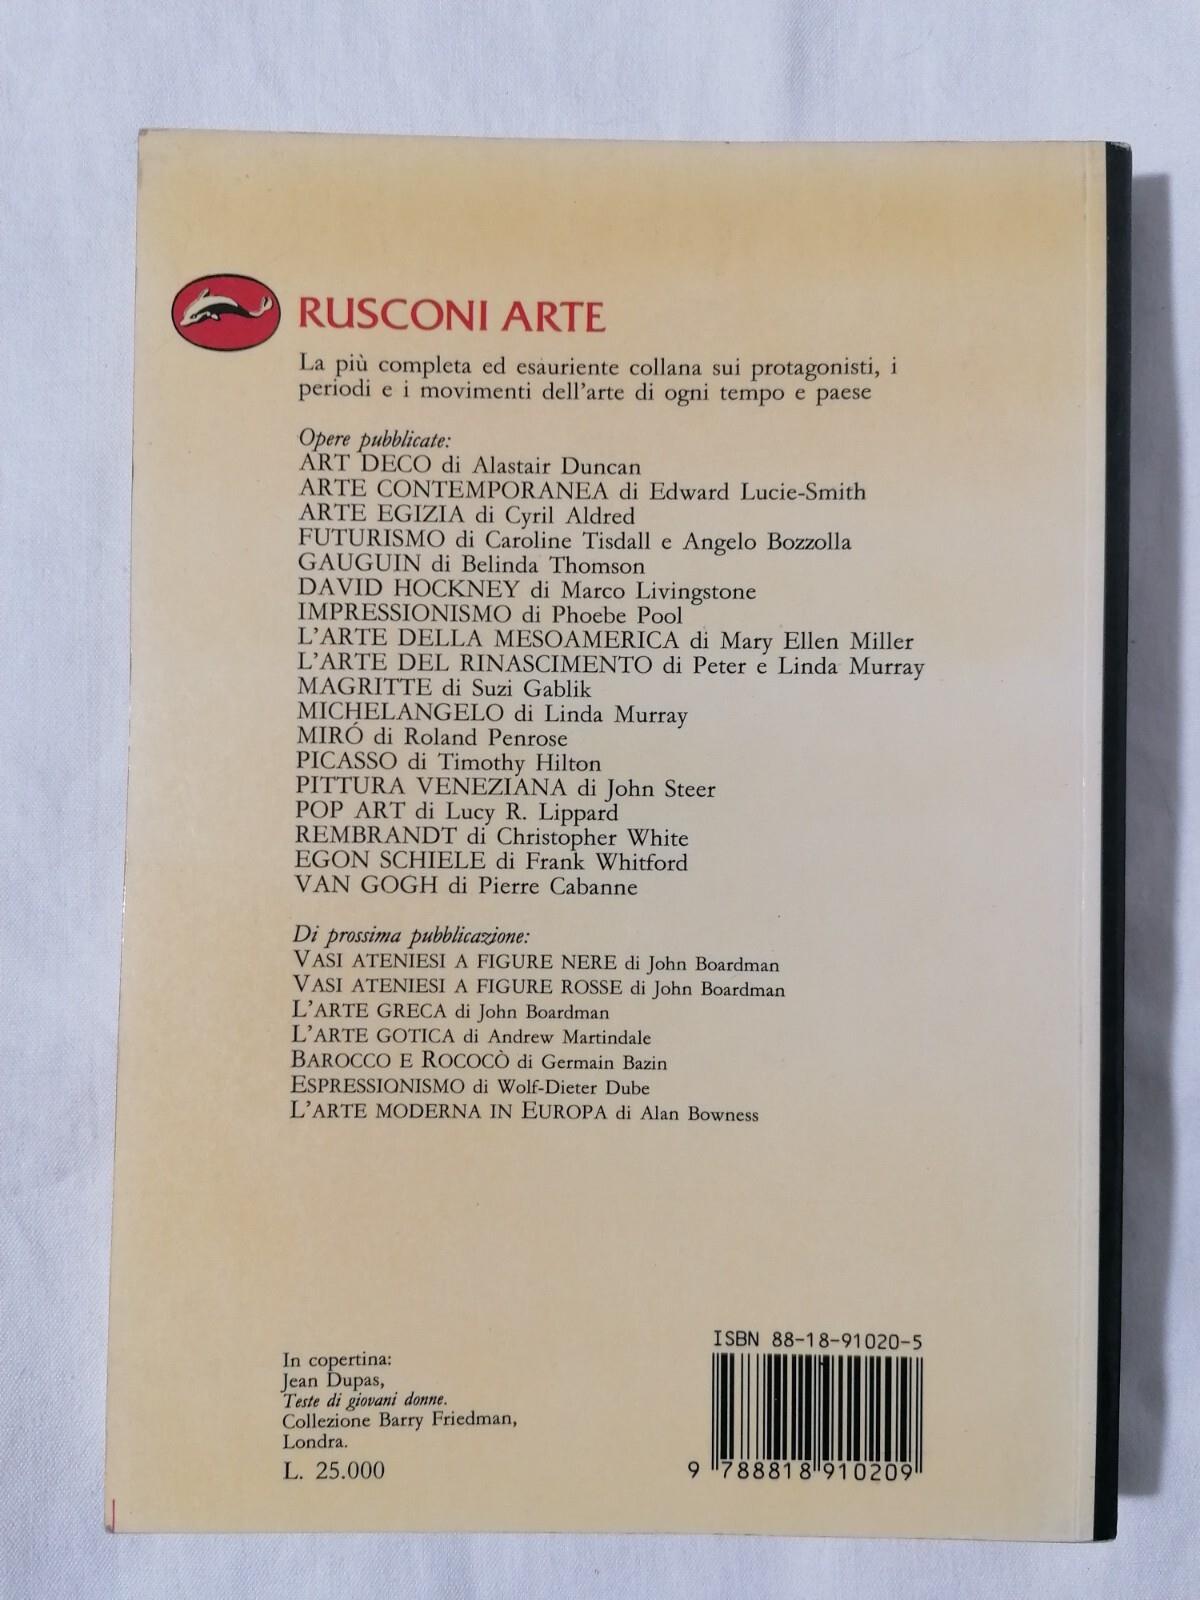 RUSCONI ARTE
La più completa ed esauriente collana sui protagonisti, i
periodi e i movimenti dell'arte di ogni tempo e paese
Opere pubblicate:
ART DECO di Alastair Duncan
ARTE CONTEMPORANEA di Edward Lucie-Smith
ARTE EGIZIA di Cyril Aldred
FUTURISMO di Caroline Tisdall e Angelo Bozzolla
GAUGUIN di Belinda Thomson
DAVID HOCKNEY di Marco Livingstone
IMPRESSIONISMO di Phoebe Pool
L'ARTE DELLA MESOAMERICA di Mary Ellen Miller
L'ARTE DEL RINASCIMENTO di Peter e Linda Murray
MAGRITTE di Suzi Gablik
MICHELANGELO di Linda Murray
MIRÓ di Roland Penrose
PICASSO di Timothy Hilton
PITTURA VENEZIANA di John Steer
POP ART di Lucy R. Lippard
REMBRANDT di Christopher White
EGON SCHIELE di Frank Whitford
VAN GOGH di Pierre Cabanne
Di prossima pubblicazione:
VASI ATENIESI A FIGURE NERE di John Boardman
VASI ATENIESI A FIGURE ROSSE di John Boardman
L'ARTE GRECA di John Boardman
L'ARTE GOTICA di Andrew Martindale
BAROCCO E ROCOCÒ di Germain Bazin
ESPRESSIONISMO di Wolf-Dieter Dube
L'ARTE MODERNA IN EUROPA di Alan Bowness
In copertina:
Jean Dupas,
Teste di giovani donne.
Collezione Barry Friedman,
Londra.
L. 25.000
ISBN 88-18-91020-5
9 788818 910209